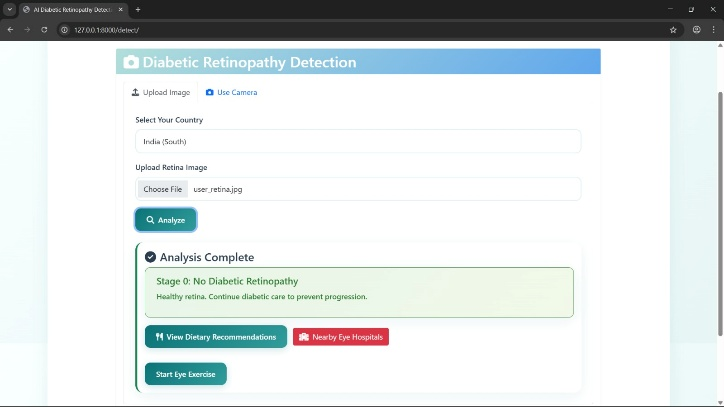 AI Diabetic Retinopathy Detecti
127.0.0.1:8000/detect/
Diabetic Retinopathy Detection
Upload Image
Use Camera
Select Your Country
India (South)
Upload Retina Image
Choose File user_retina.jpg
Analyze
Analysis Complete
Stage 0: No Diabetic Retinopathy
Healthy retina. Continue diabetic care to prevent progression.
View Dietary Recommendations
Nearby Eye Hospitals
Start Eye Exercise